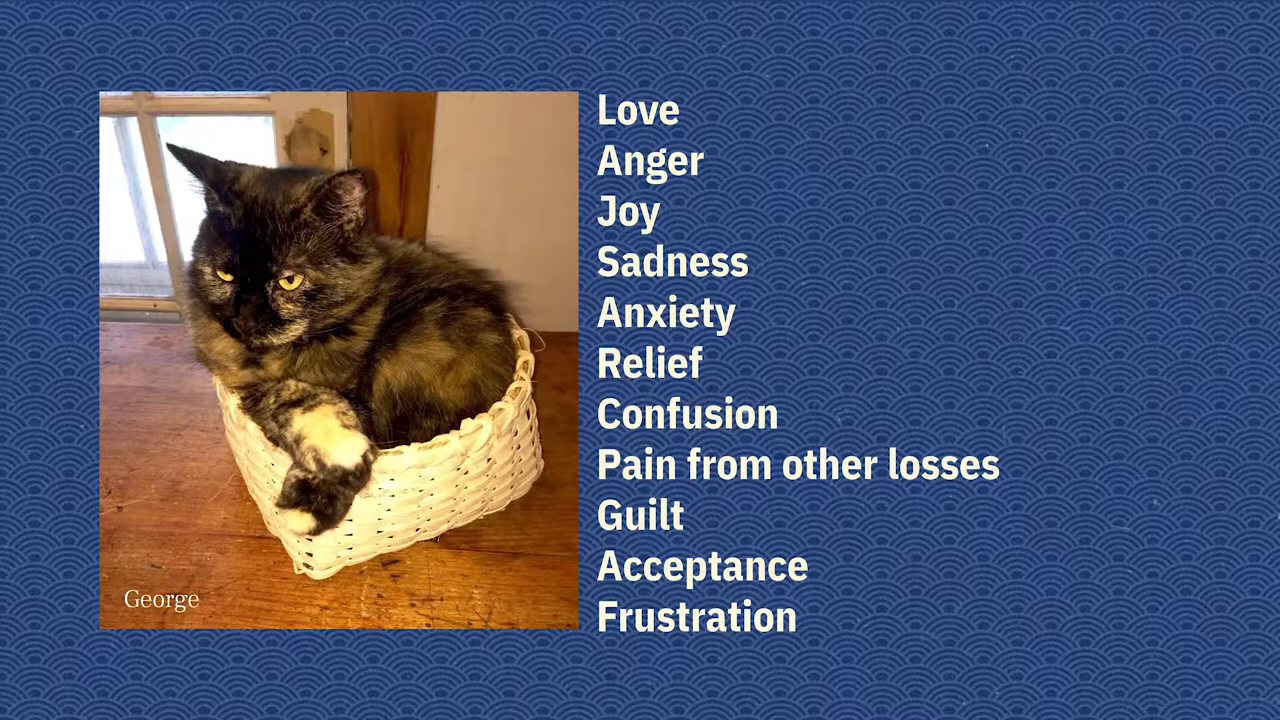 Love
Anger
Joy
Sadness
Anxiety
Relief
Confusion
Pain from other losses
Guilt
Acceptance
Frustration
George